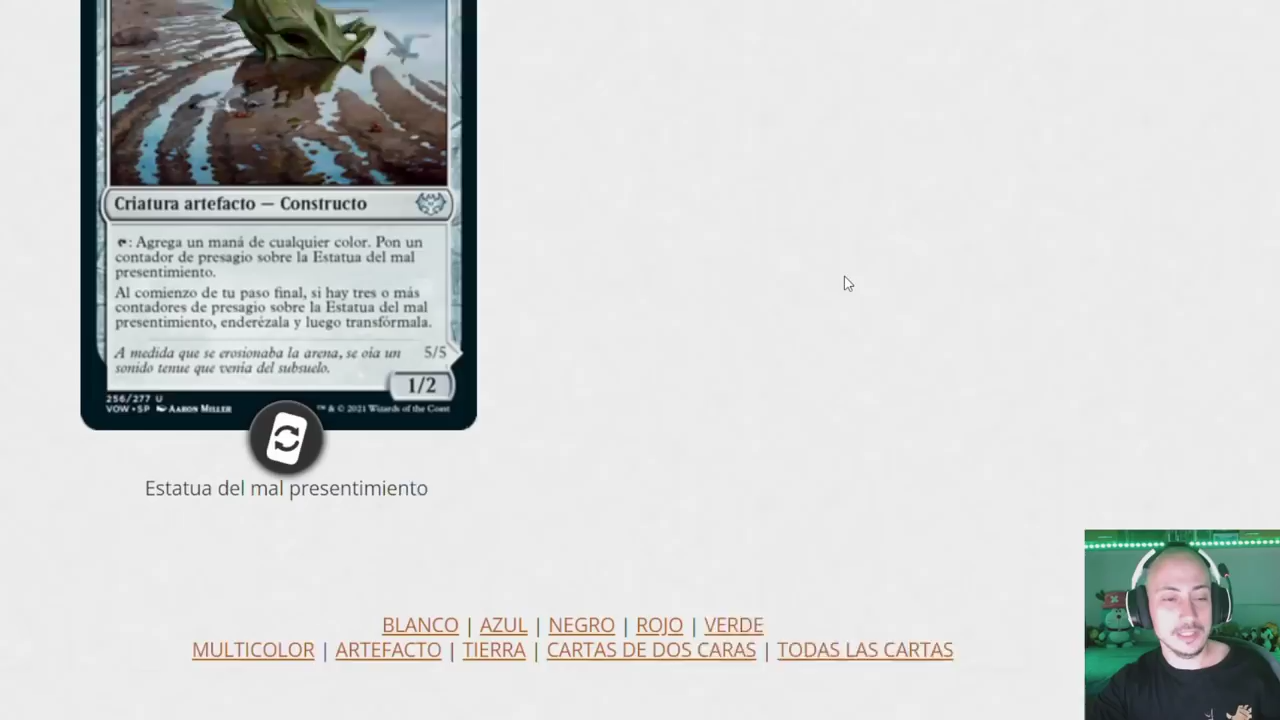 Criatura artefacto — Constructo
: Agrega un maná de cualquier color. Pon un
contador de presagio sobre la Estatua del mal
presentimiento.
Al comienzo de tu paso final, si hay tres o más
contadores de presagio sobre la Estatua del mal
presentimiento, enderézala y luego transfórmala.
A medida que se erosionaba la arena, se oía un
sonido tenue que venía del subsuelo.
5/5
1/2
256/277 U
VOW • SP Aaron Miller
™ & © 2021 Wizards of the Coast
Estatua del mal presentimiento
BLANCO | AZUL | NEGRO | ROJO | VERDE
MULTICOLOR | ARTEFACTO | TIERRA | CARTAS DE DOS CARAS | TODAS LAS CARTAS